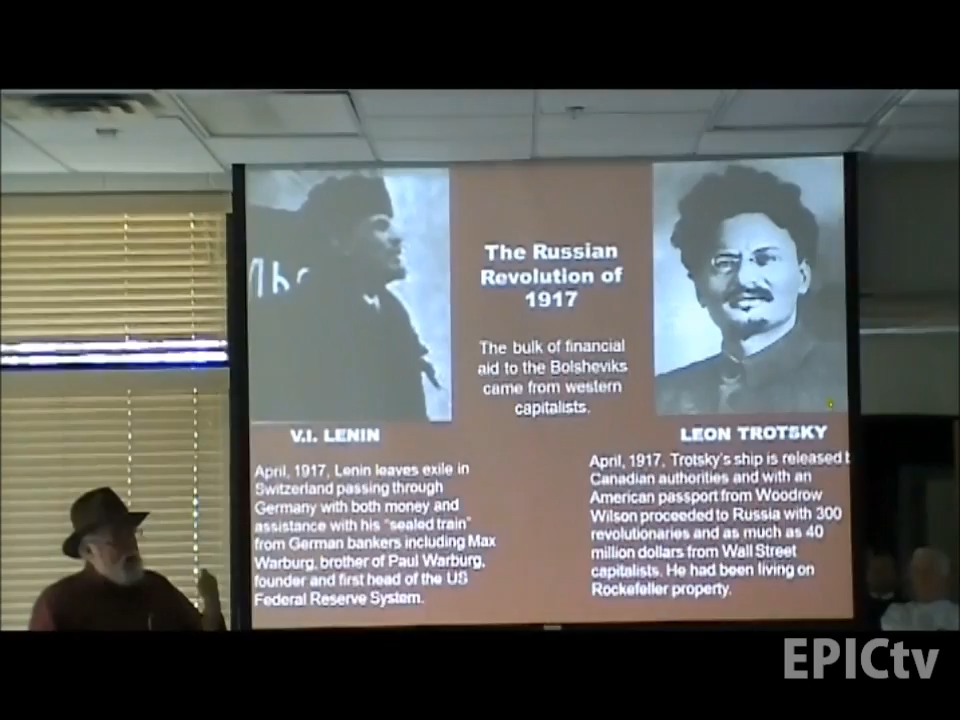 The Russian
Revolution of
1917
The bulk of financial
aid to the Bolsheviks
came from western
capitalists.
V.I. LENIN
April, 1917, Lenin leaves exile in
Switzerland passing through
Germany with both money and
assistance with his "sealed train"
from German bankers including Max
Warburg, brother of Paul Warburg,
founder and first head of the US
Federal Reserve System.
LEON TROTSKY
April, 1917, Trotsky's ship is released
Canadian authorities and with an
American passport from Woodrow
Wilson proceeded to Russia with 300
revolutionaries and as much as 40
million dollars from Wall Street
capitalists. He had been living on
Rockefeller property.
EPICtv